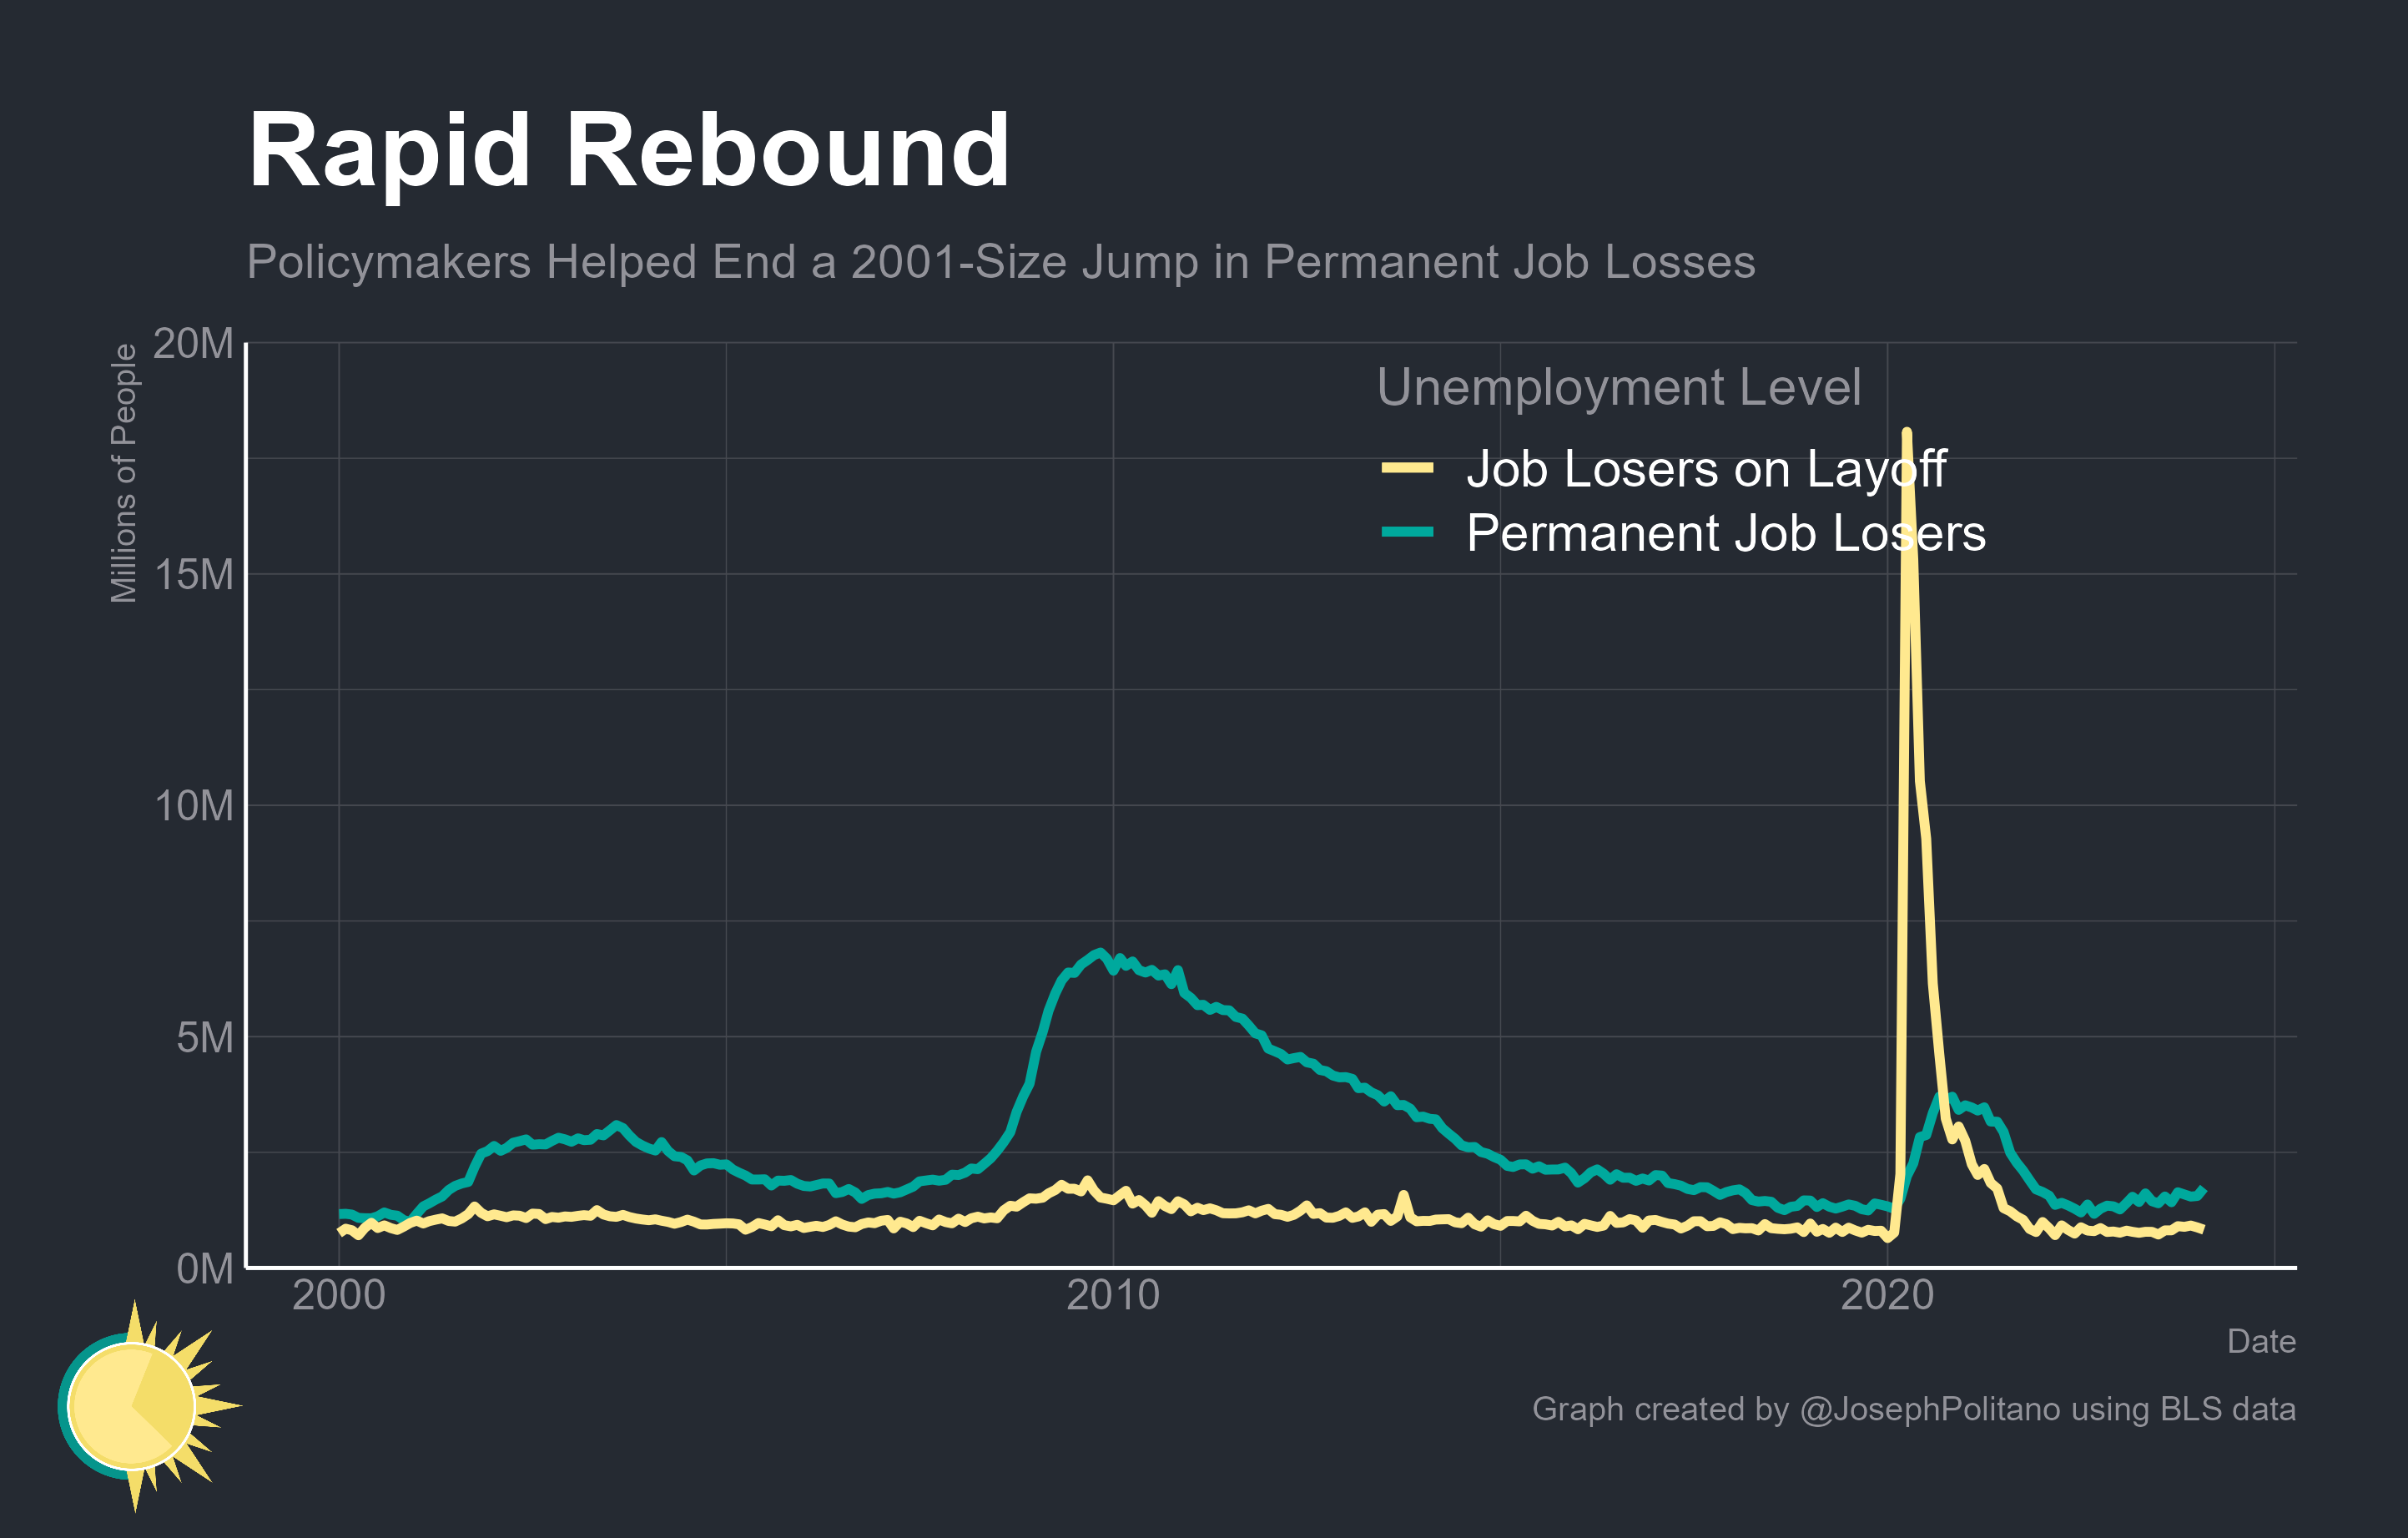 Rapid Rebound
Policymakers Helped End a 2001-Size Jump in Permanent Job Losses
Millions of People
20M
15M
10M
5M
0M
Unemployment Level
Job Losers on Layoff
Permanent Job Losers
2000
2010
2020
Date
Graph created by @JosephPolitano using BLS data